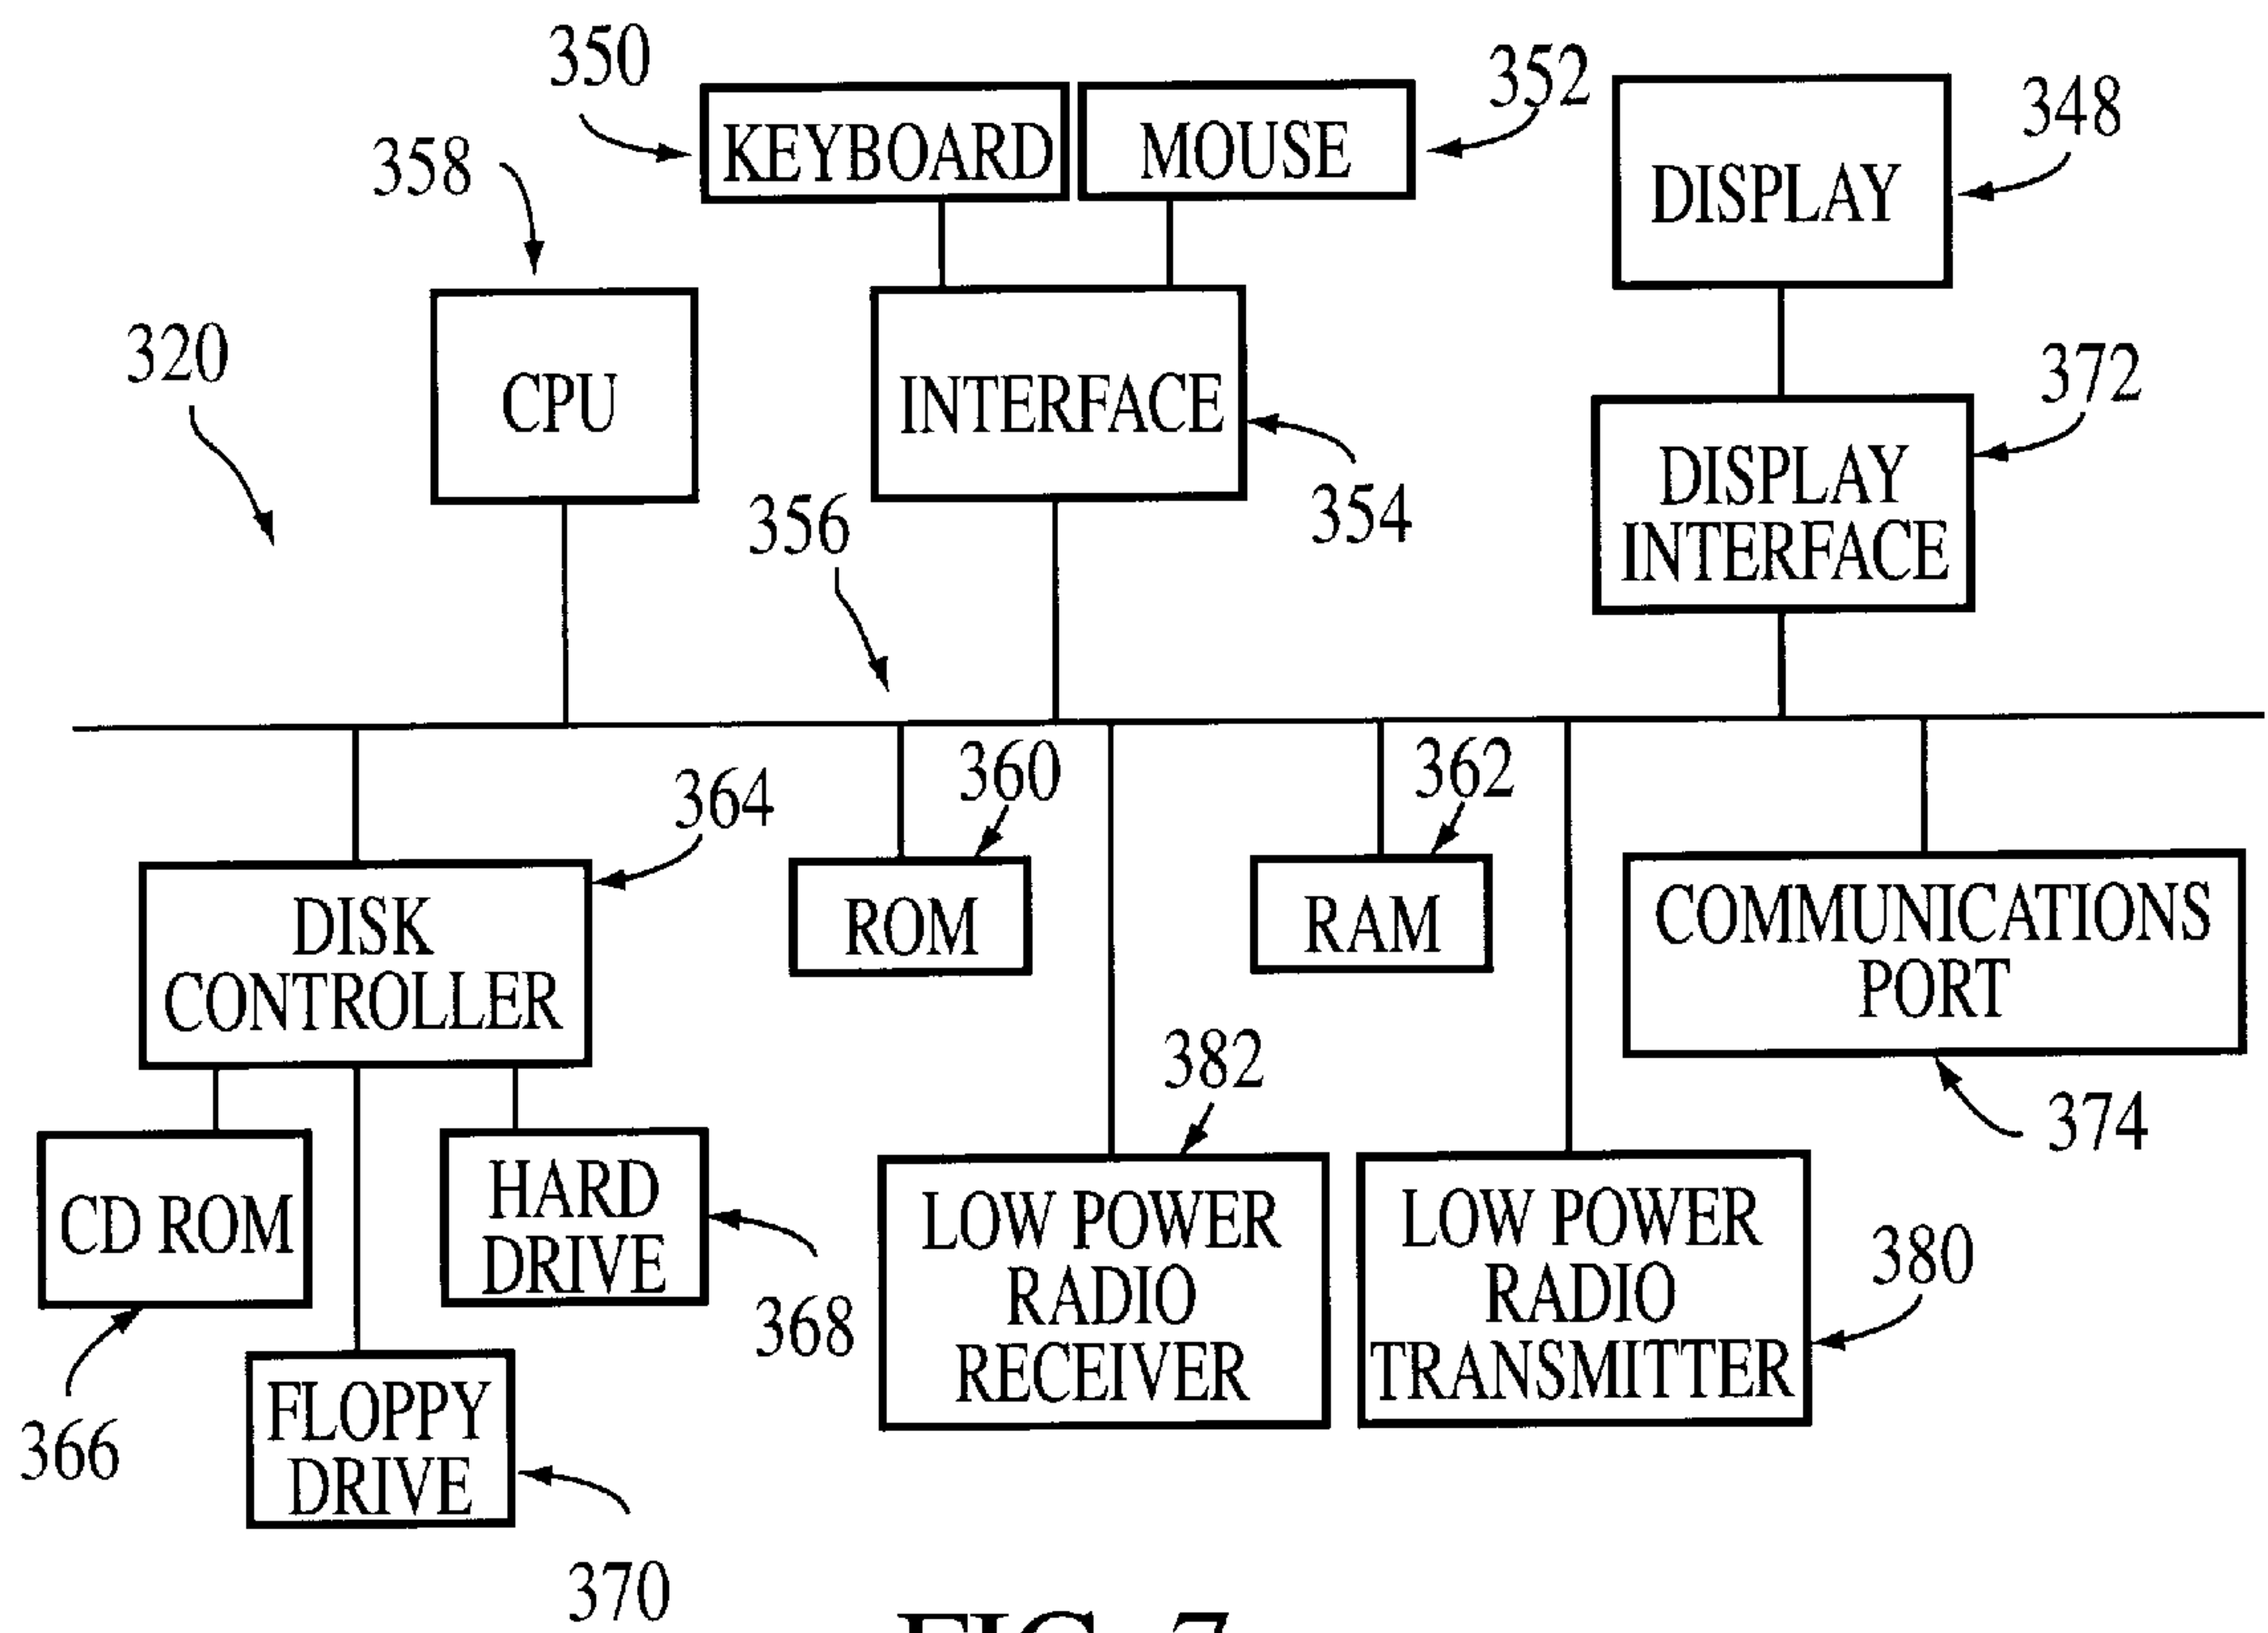 350
KEYBOARD
MOUSE
352
DISPLAY
348
358
320
CPU
INTERFACE
354
372
DISPLAY
INTERFACE
356
364
360
362
DISK
CONTROLLER
ROM
RAM
COMMUNICATIONS
PORT
374
382
CD ROM
HARD
DRIVE
368
366
FLOPPY
DRIVE
370
LOW POWER
RADIO
RECEIVER
LOW POWER
RADIO
TRANSMITTER
380
FIG. 7